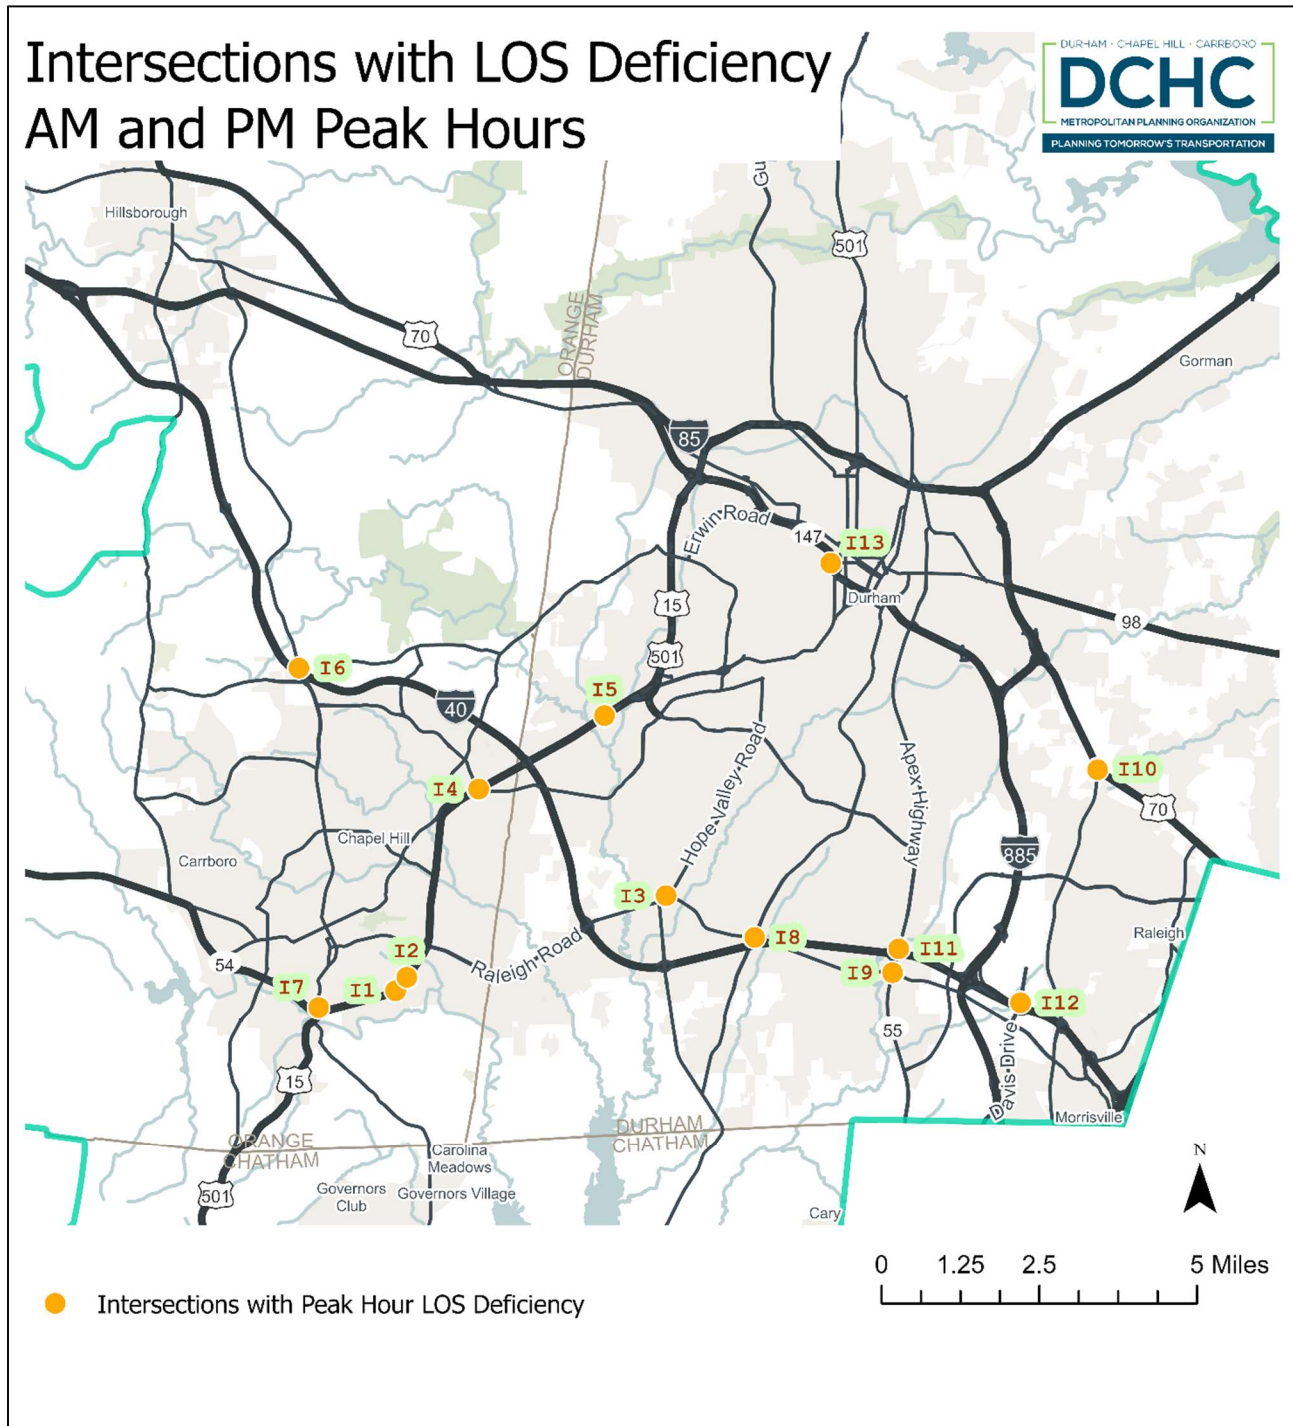 Intersections with LOS Deficiency
AM and PM Peak Hours
DURHAM · CHAPEL HILL · CARRBORO
DCHC
METROPOLITAN PLANNING ORGANIZATION
PLANNING TOMORROW'S TRANSPORTATION
Gu
Hillsborough
501
ORANGE
DURHAM
70
Gorman
85
Erwin Road
147
I13
15
Durham
98
501
I6
I5
40
Hope Valley Road
Apex Highway
I10
I4
70
Chapel Hill
885
Carrboro
I3
Raleigh
I8
I11
I2
54
Raleigh Road
I9
I7
I1
I12
55
Davis Drive
15
Morrisville
DURHAM
CHATHAM
ORANGE
CHATHAM
Carolina
Meadows
Governors
Club
Governors Village
501
Cary
N
0 1.25 2.5 5 Miles
Intersections with Peak Hour LOS Deficiency